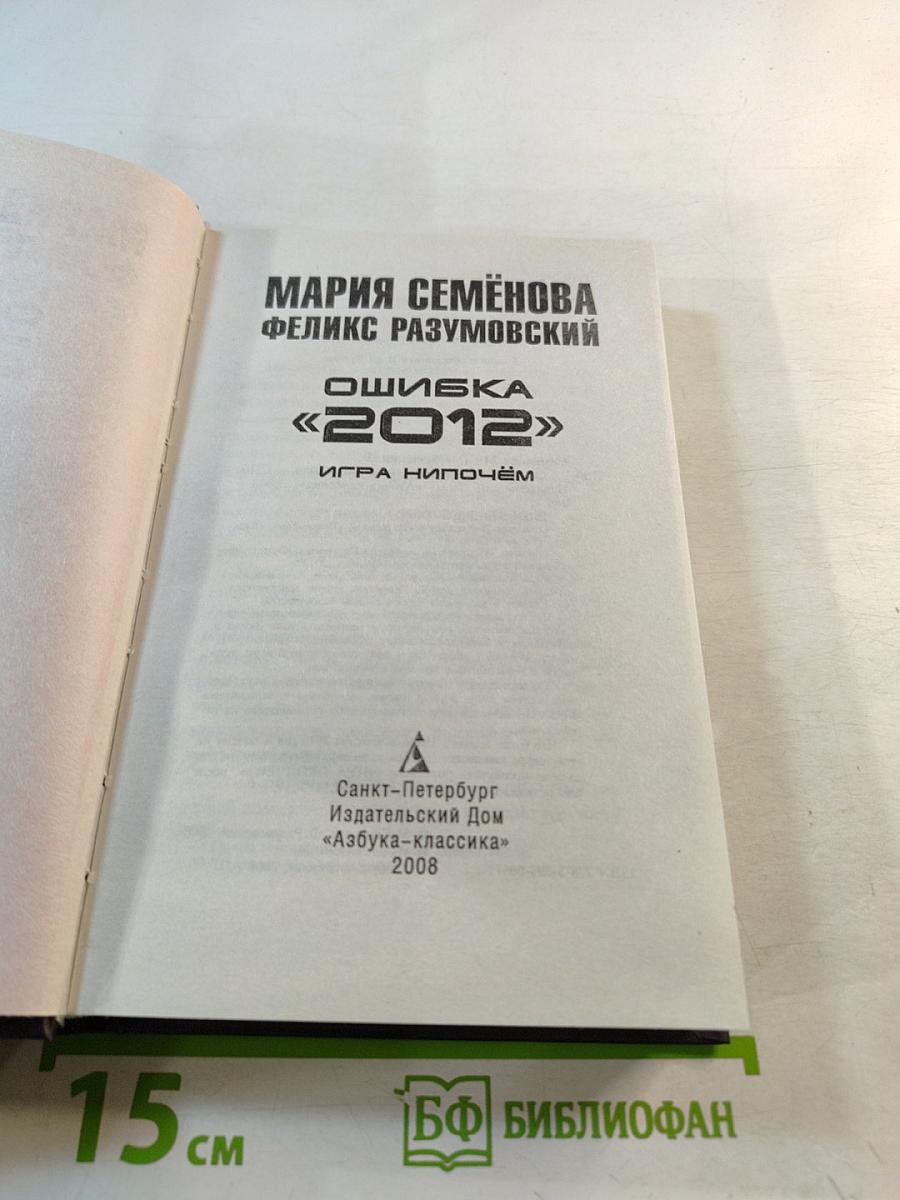 МАРИЯ СЕМЁНОВА
ФЕЛИКС РАЗУМОВСКИЙ
ОШИБКА
«2012»
ИГРА НИПОЧЁМ
Санкт-Петербург
Издательский Дом
«Азбука-классика»
2008
15 см
БФ БИБЛИОФАН